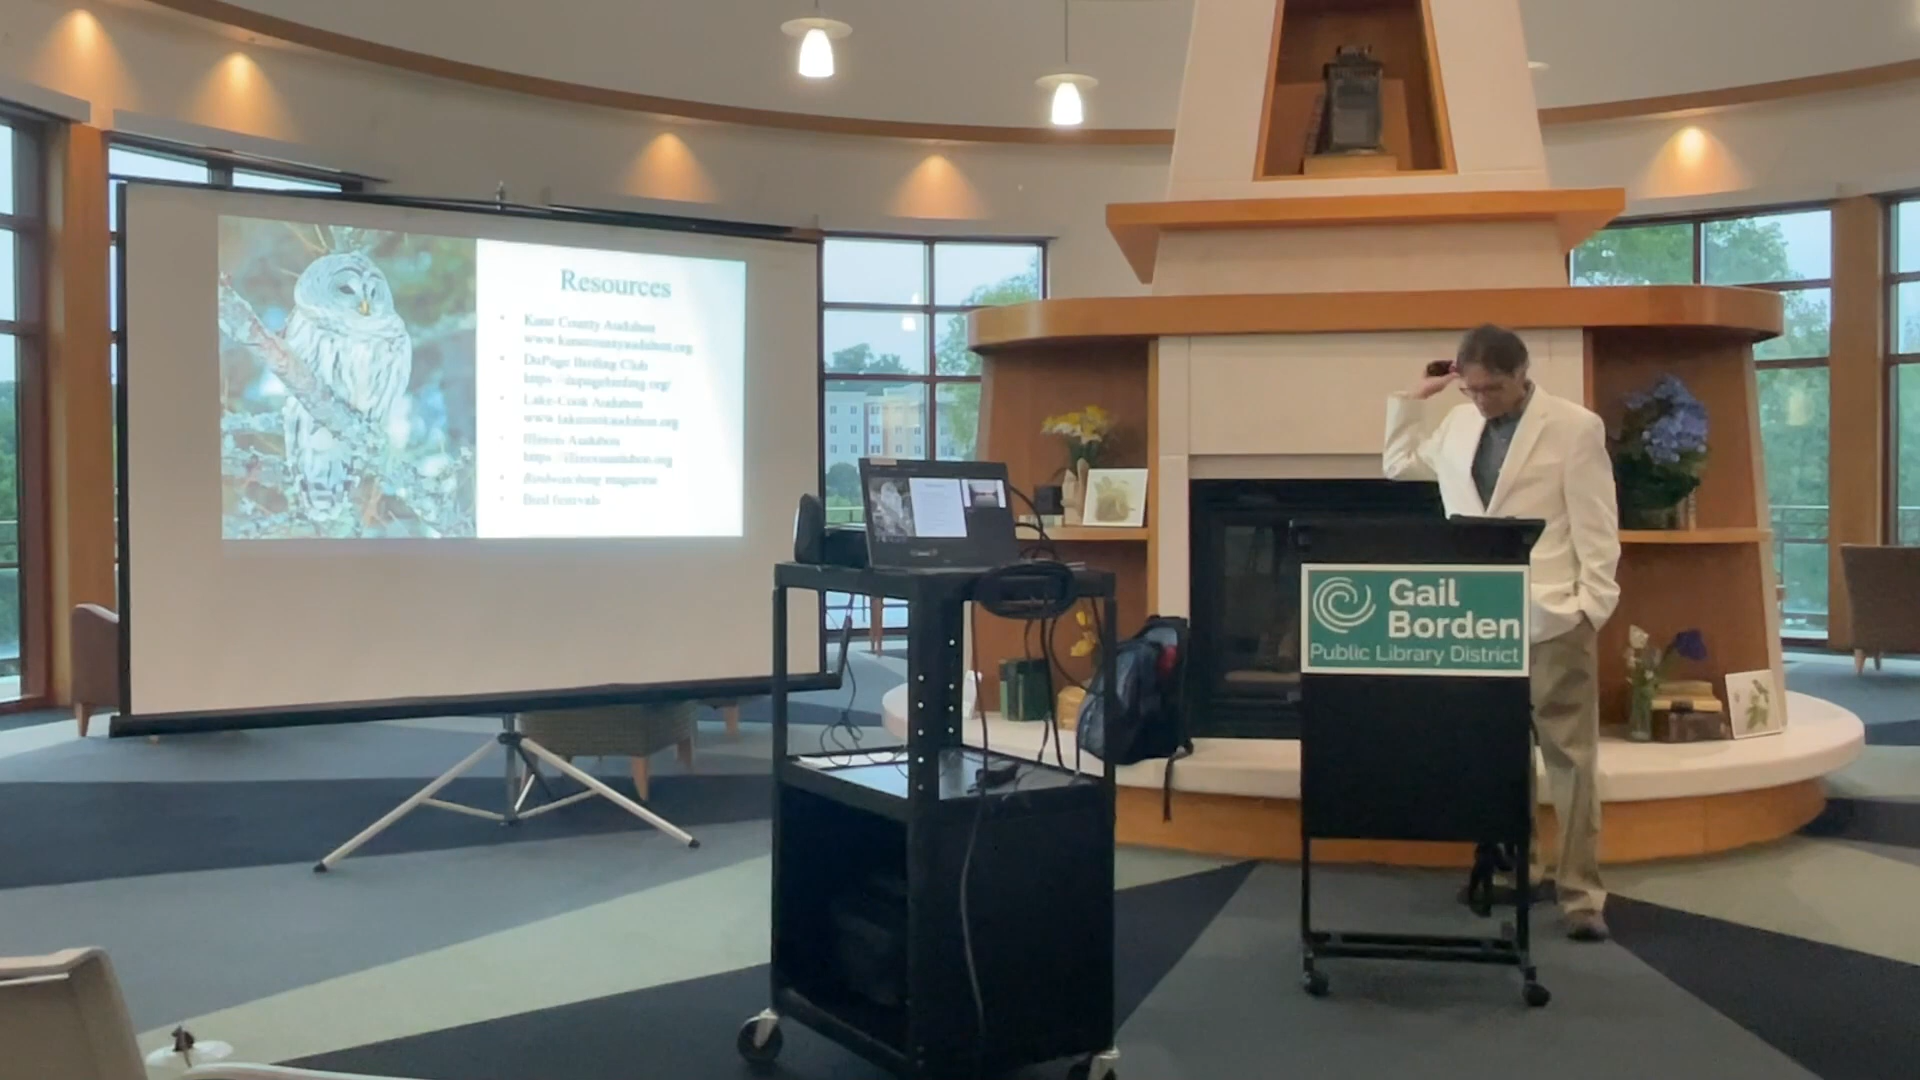 Resources
Kane County Audubon
www.kanecountyaudubon.org
DuPage Birding Club
https://dupagebirding.org/
Lake-Cook Audubon
www.lakecookaudubon.org
Illinois Audubon
https://illinoisaudubon.org
Birdwatching magazine
Bird festivals
Gail
Borden
Public Library District